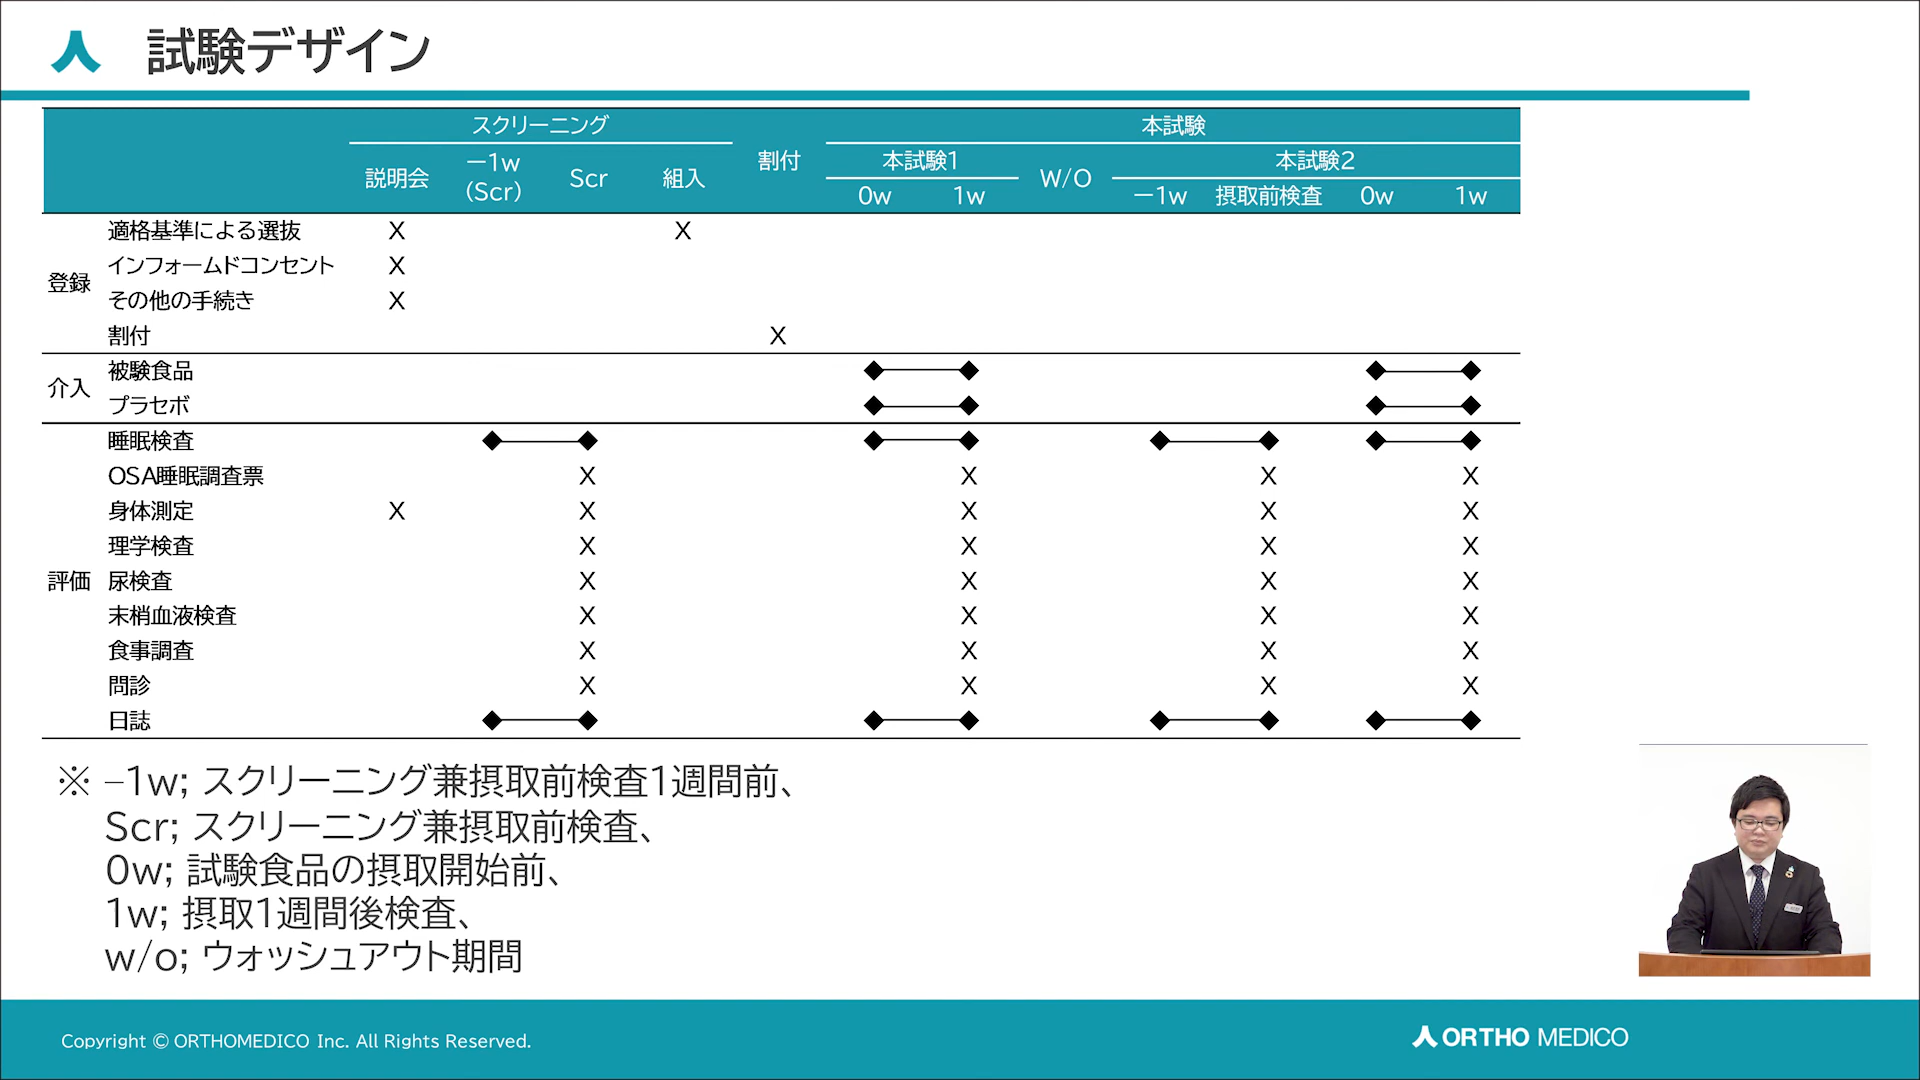 試験デザイン
スクリーニング 本試験
説明会 －1w (Scr) Scr 組入 割付 本試験1 W/O 本試験2
0w 1w －1w 摂取前検査 0w 1w
登録
適格基準による選抜 X X
インフォームドコンセント X
その他の手続き X
割付 X
介入
被験食品
プラセボ
評価
睡眠検査
OSA睡眠調査票 X X X X
身体測定 X X X X X
理学検査 X X X X
尿検査 X X X X
末梢血液検査 X X X X
食事調査 X X X X
問診 X X X X
日誌
※ –1w; スクリーニング兼摂取前検査1週間前、
Scr; スクリーニング兼摂取前検査、
0w; 試験食品の摂取開始前、
1w; 摂取1週間後検査、
w/o; ウォッシュアウト期間
Copyright © ORTHOMEDICO Inc. All Rights Reserved.
ORTHO MEDICO